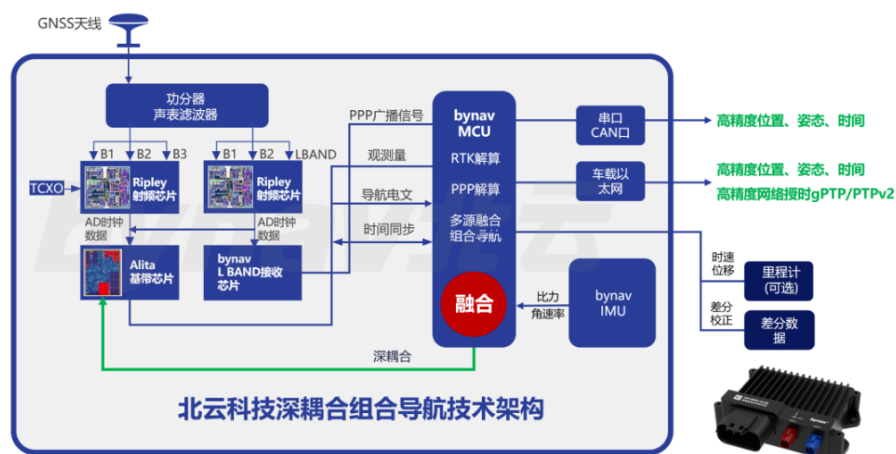 GNSS天线
功分器
声表滤波器
B1
B2
B3
B1
B2
LBAND
TCXO
Ripley
射频芯片
Ripley
射频芯片
AD时钟
数据
AD时钟
数据
Alita
基带芯片
bynav
L BAND接收
芯片
PPP广播信号
观测量
导航电文
时间同步
bynav
MCU
RTK解算
PPP解算
多源融合
组合导航
融合
深耦合
比力
角速率
bynav
IMU
串口
CAN口
高精度位置、姿态、时间
车载以
太网
高精度位置、姿态、时间
高精度网络授时gPTP/PTPv2
时速
位移
里程计
(可选)
差分
校正
差分数
据
bynav北云
北云科技深耦合组合导航技术架构
bynav